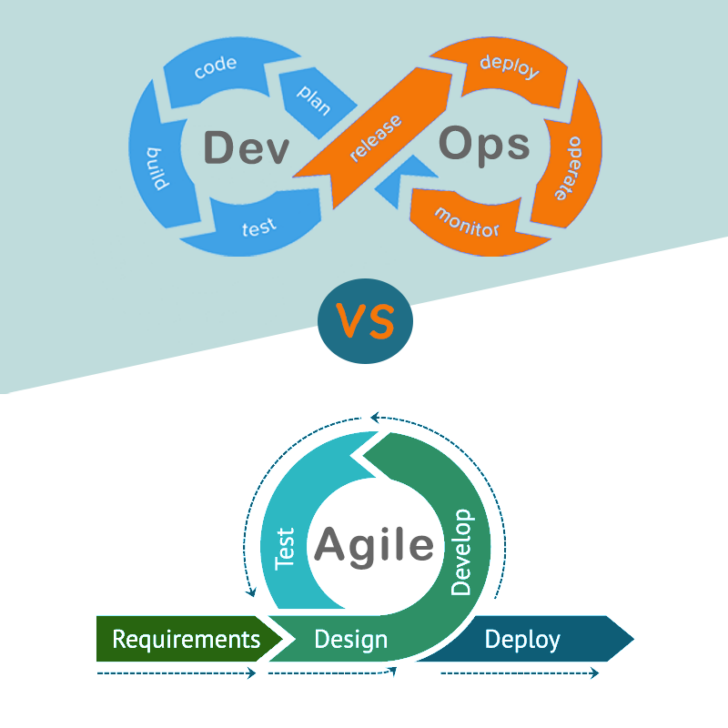 code
plan
deploy
build
Dev
release
Ops
operate
test
monitor
VS
Test
Agile
Develop
Requirements
Design
Deploy